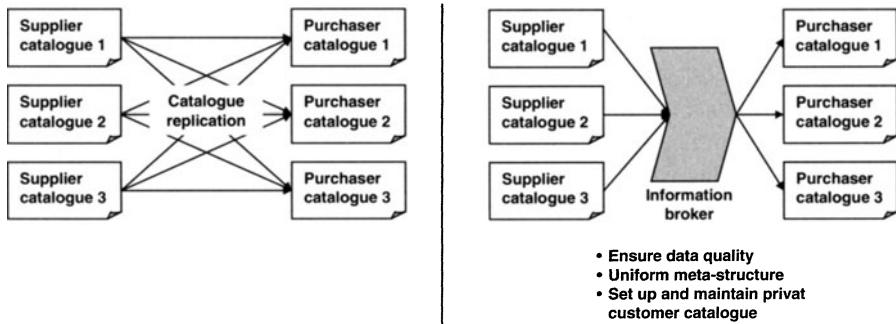 Supplier
catalogue 1
Purchaser
catalogue 1
Supplier
catalogue 2
Catalogue
replication
Purchaser
catalogue 2
Supplier
catalogue 3
Purchaser
catalogue 3
Supplier
catalogue 1
Purchaser
catalogue 1
Supplier
catalogue 2
Purchaser
catalogue 2
Supplier
catalogue 3
Information
broker
Purchaser
catalogue 3
• Ensure data quality
• Uniform meta-structure
• Set up and maintain privat
customer catalogue